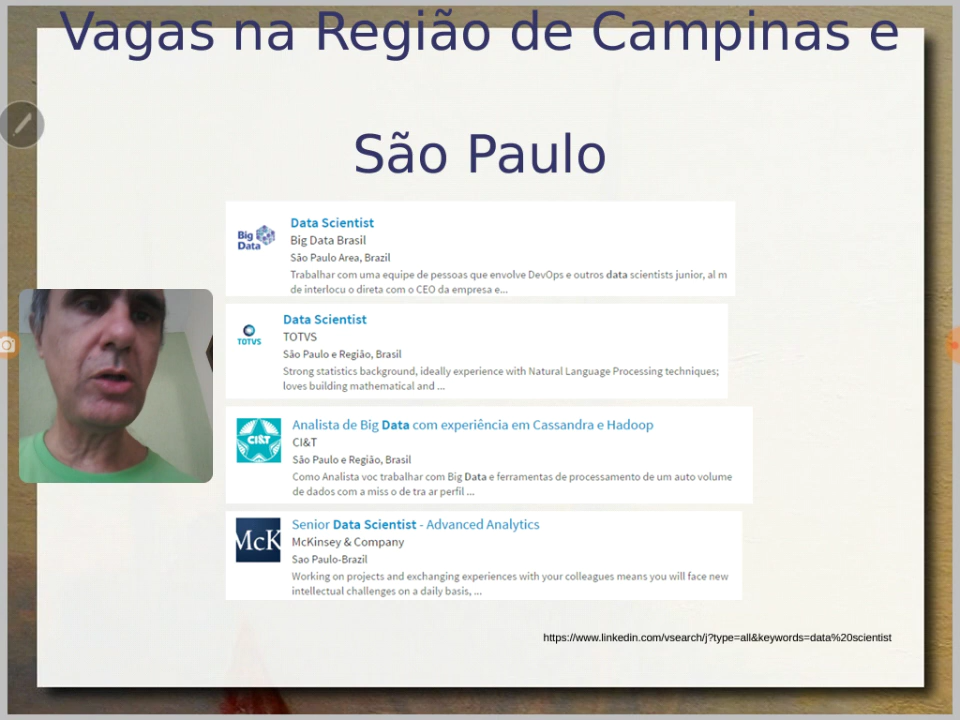 Vagas na Região de Campinas e
São Paulo
Big Data
Data Scientist
Big Data Brasil
São Paulo Area, Brazil
Trabalhar com uma equipe de pessoas que envolve DevOps e outros data scientists junior, al m
de interlocu o direta com o CEO da empresa e...
TOTVS
Data Scientist
TOTVS
São Paulo e Região, Brasil
Strong statistics background, ideally experience with Natural Language Processing techniques;
loves building mathematical and ...
CI&T
Analista de Big Data com experiência em Cassandra e Hadoop
CI&T
São Paulo e Região, Brasil
Como Analista voc trabalhar com Big Data e ferramentas de processamento de um auto volume
de dados com a miss o de tra ar perfil ...
McK
Senior Data Scientist - Advanced Analytics
McKinsey & Company
Sao Paulo-Brazil
Working on projects and exchanging experiences with your colleagues means you will face new
intellectual challenges on a daily basis, ...
https://www.linkedin.com/vsearch/j?type=all&keywords=data%20scientist